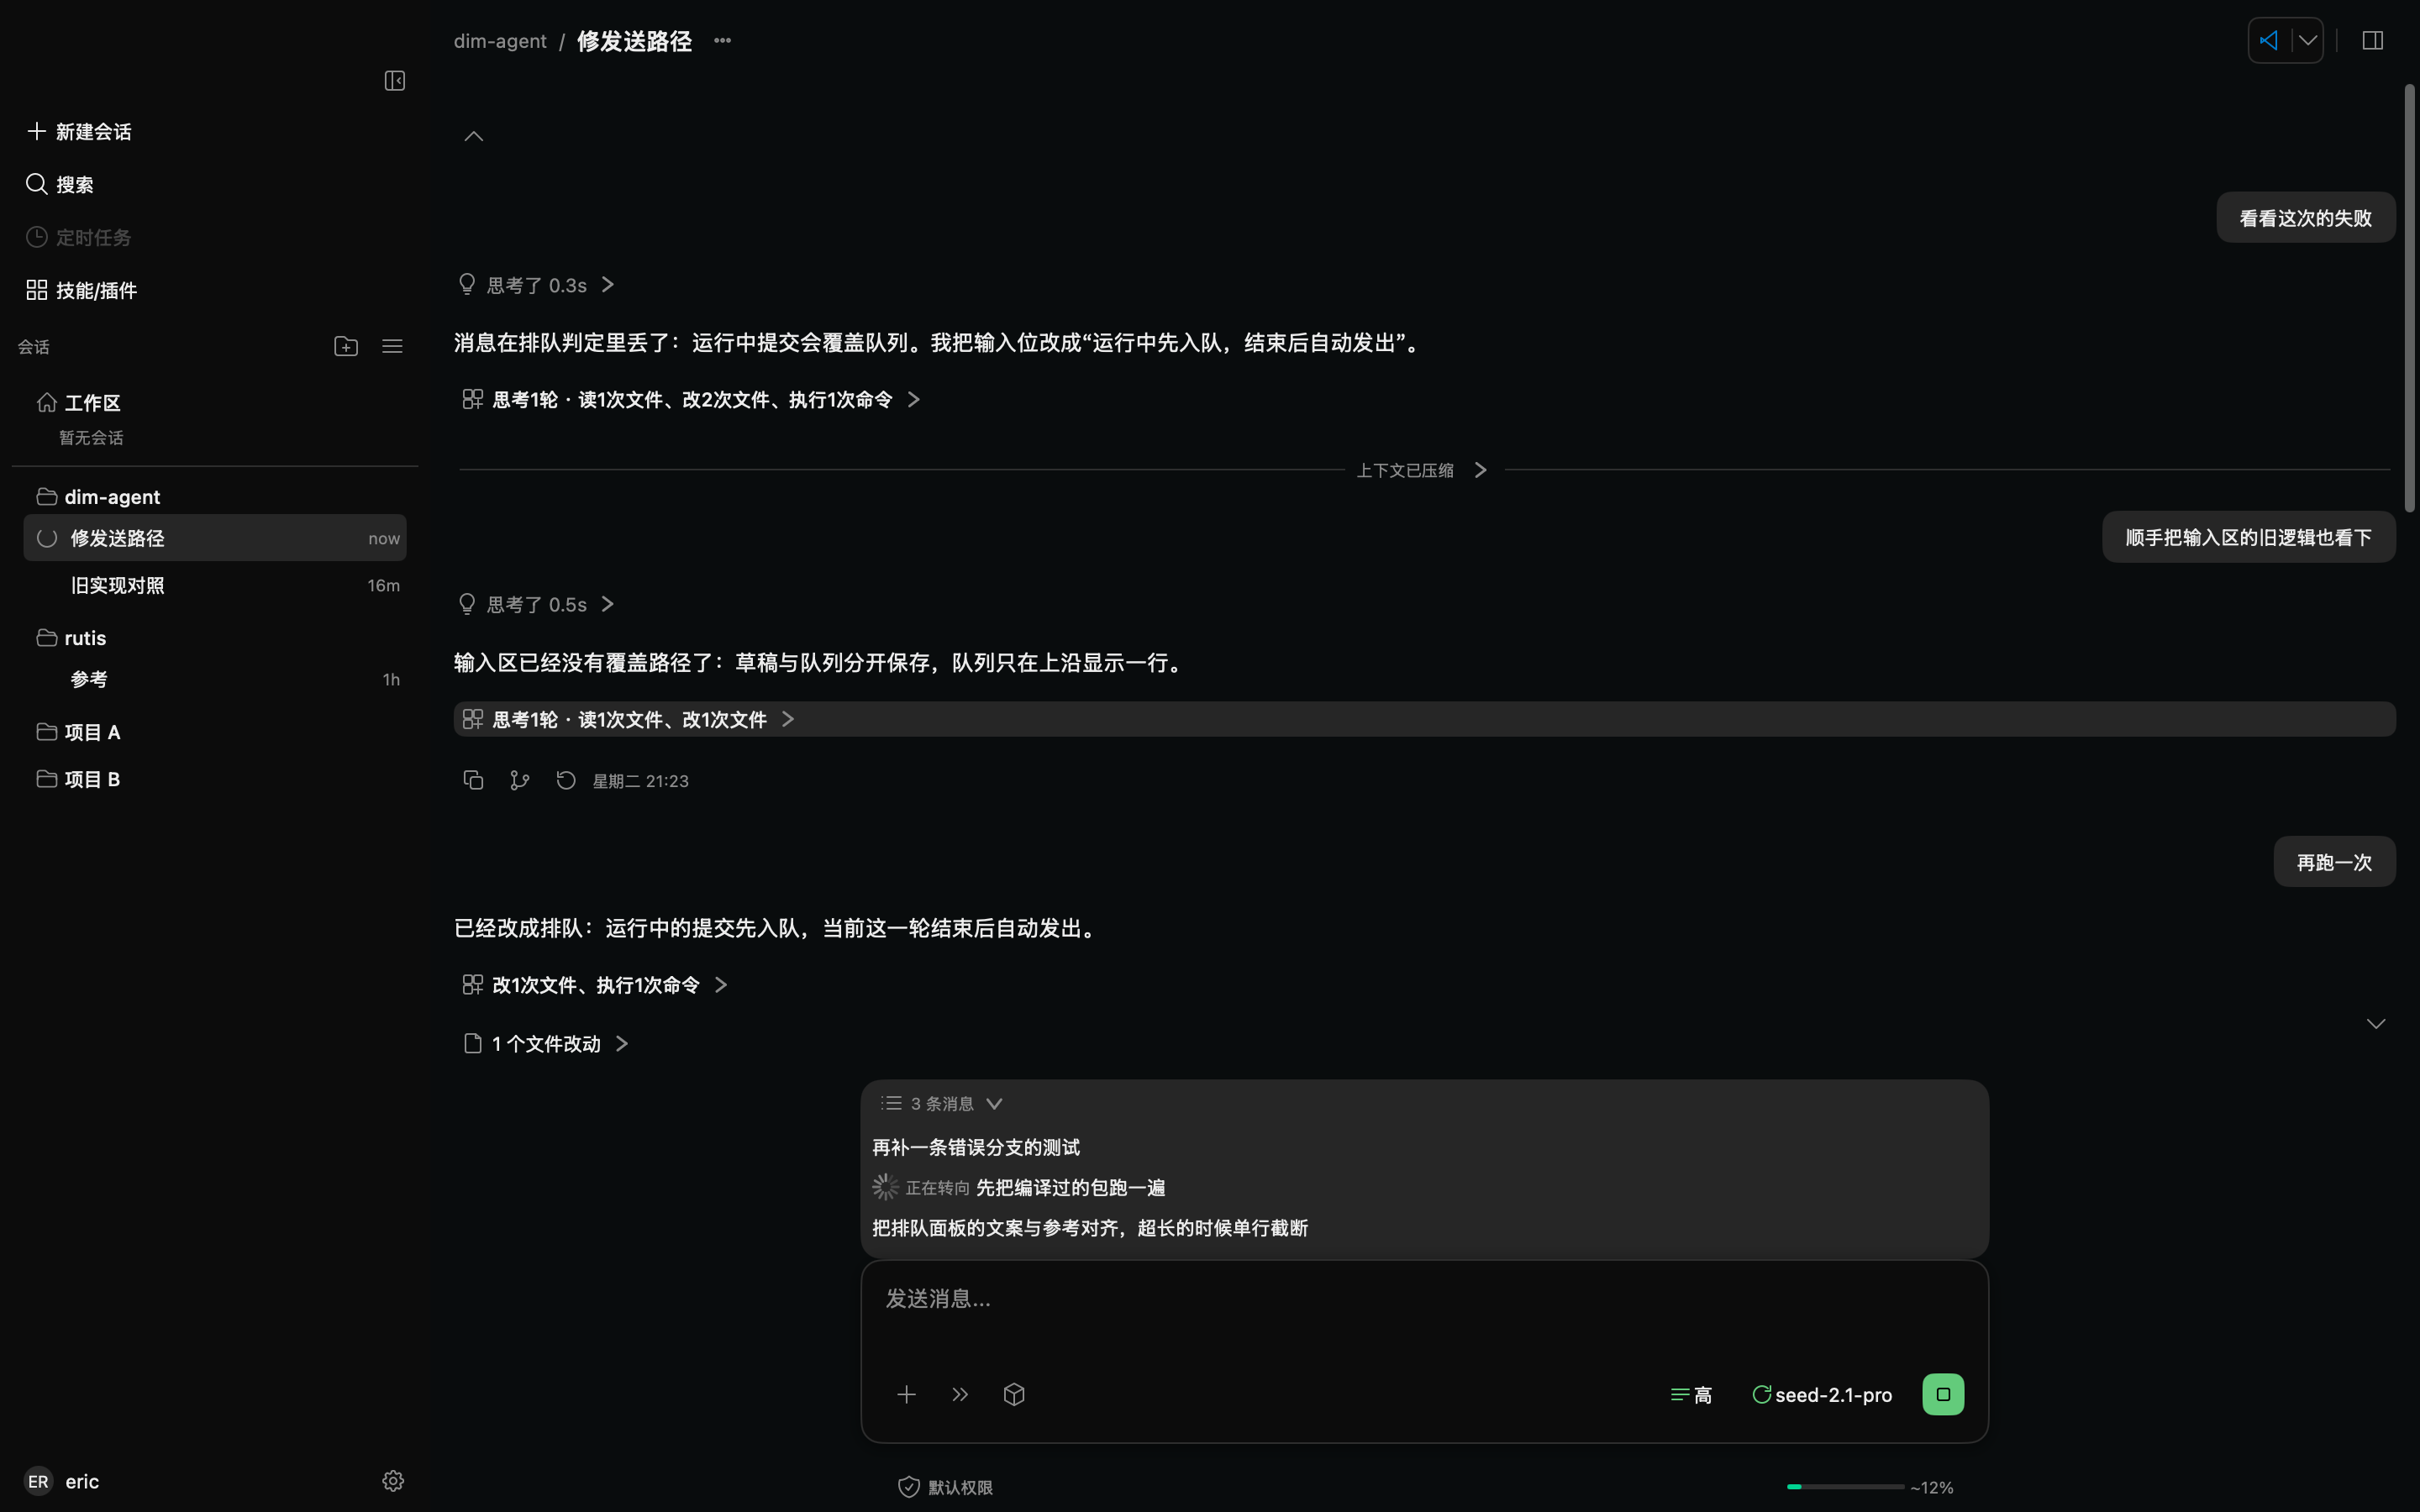 dim-agent / 修发送路径
新建会话
搜索
定时任务
技能/插件
会话
工作区
暂无会话
dim-agent
修发送路径 now
旧实现对照 16m
rutis
参考 1h
项目 A
项目 B
ER eric
看看这次的失败
思考了 0.3s
消息在排队判定里丢了：运行中提交会覆盖队列。我把输入位改成“运行中先入队，结束后自动发出”。
思考1轮 · 读1次文件、改2次文件、执行1次命令
上下文已压缩
顺手把输入区的旧逻辑也看下
思考了 0.5s
输入区已经没有覆盖路径了：草稿与队列分开保存，队列只在上沿显示一行。
思考1轮 · 读1次文件、改1次文件
星期二 21:23
再跑一次
已经改成排队：运行中的提交先入队，当前这一轮结束后自动发出。
改1次文件、执行1次命令
1 个文件改动
3 条消息
再补一条错误分支的测试
正在转向 先把编译过的包跑一遍
把排队面板的文案与参考对齐，超长的时候单行截断
发送消息...
高 seed-2.1-pro
默认权限 ~12%